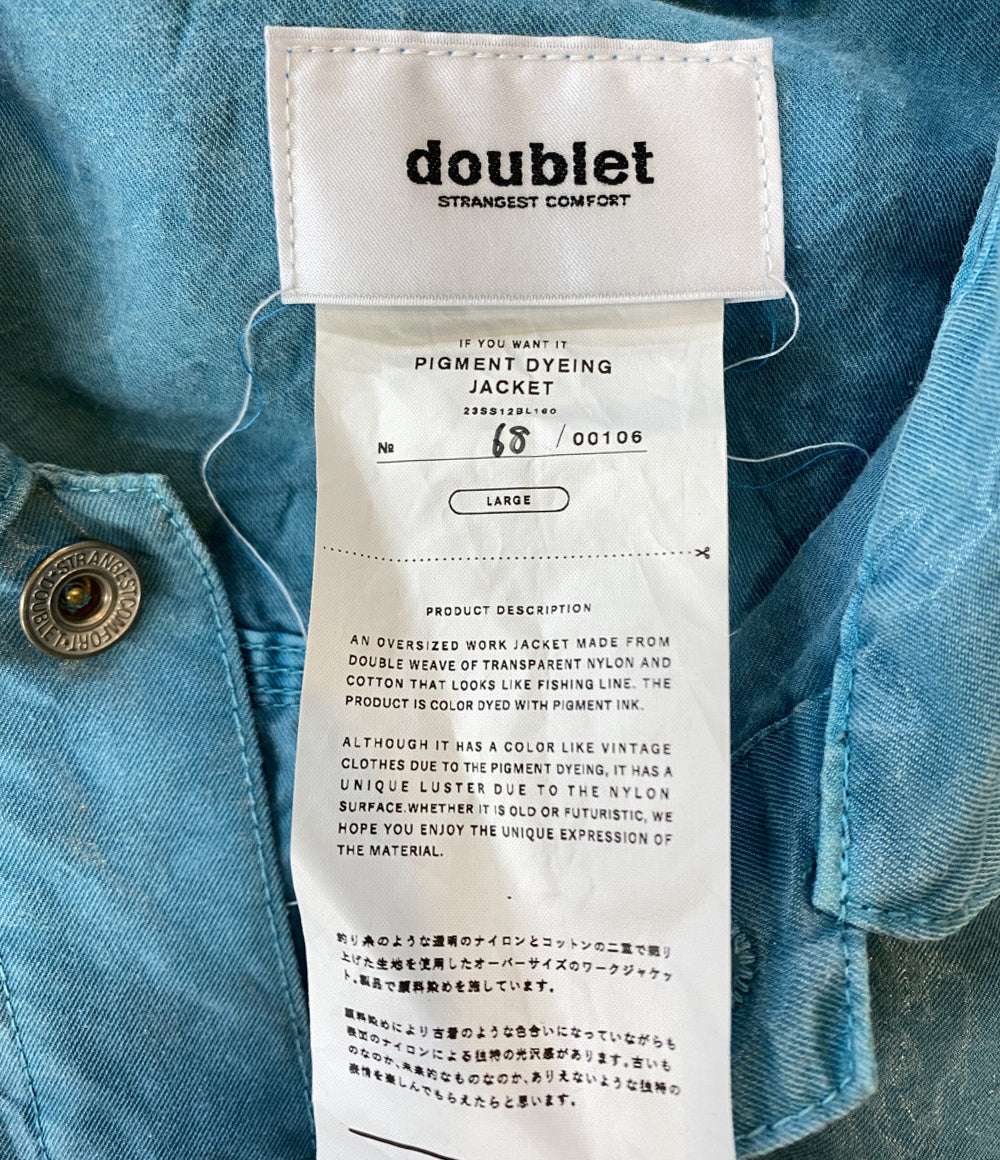 doublet
STRANGEST COMFORT
IF YOU WANT IT
PIGMENT DYEING
JACKET
23SS12BL160
№ 68 / 00106
LARGE
PRODUCT DESCRIPTION
AN OVERSIZED WORK JACKET MADE FROM
DOUBLE WEAVE OF TRANSPARENT NYLON AND
COTTON THAT LOOKS LIKE FISHING LINE. THE
PRODUCT IS COLOR DYED WITH PIGMENT INK.
ALTHOUGH IT HAS A COLOR LIKE VINTAGE
CLOTHES DUE TO THE PIGMENT DYEING, IT HAS A
UNIQUE LUSTER DUE TO THE NYLON
SURFACE.WHETHER IT IS OLD OR FUTURISTIC, WE
HOPE YOU ENJOY THE UNIQUE EXPRESSION OF
THE MATERIAL.
釣り糸のような透明のナイロンとコットンの二重で織り
上げた生地を使用したオーバーサイズのワークジャケッ
ト。製品で顔料染めを施しています。
顔料染めにより古着のような色合いになっていながらも
表面のナイロンによる独特の光沢感があります。古いも
のなのか、未来的なものなのか、ありえないような独特の
表情を楽しんでもらえたらと思います。
DOUBLET・STRANGESTCOMFORT・